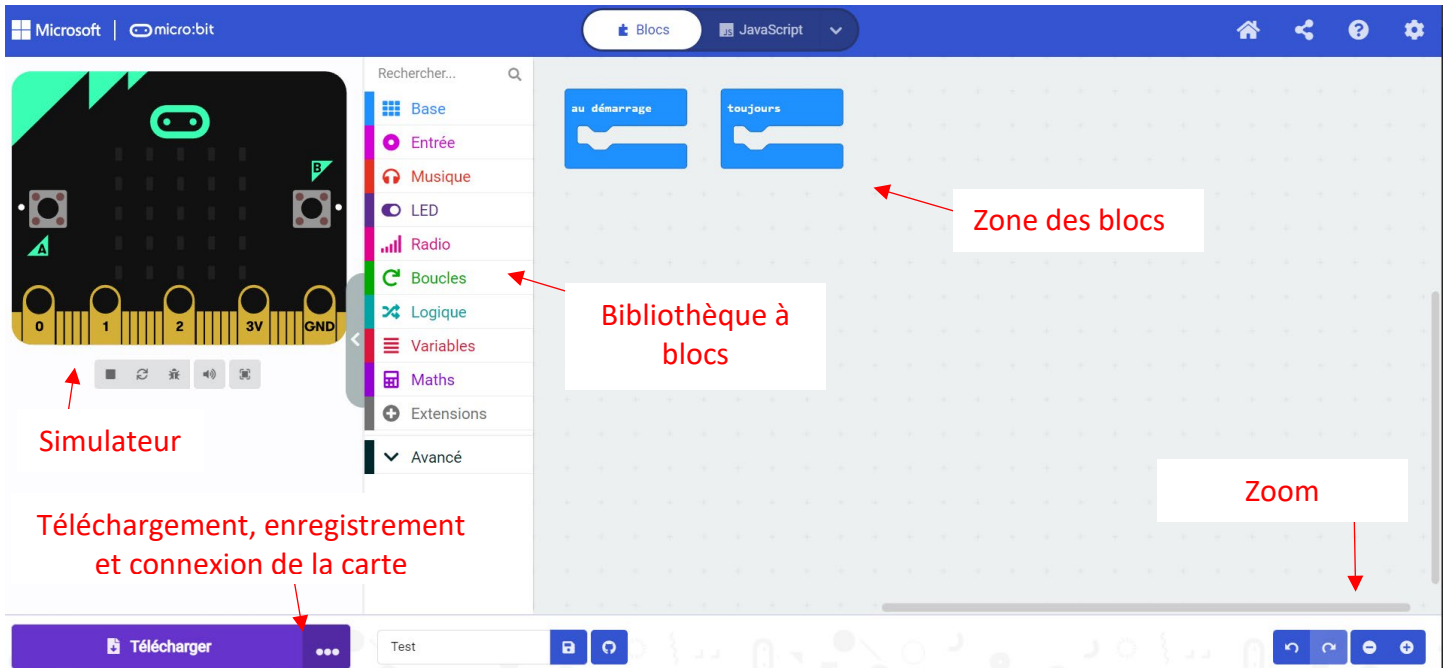 Microsoft
micro:bit
Blocs
JS JavaScript
Rechercher...
Base
Entrée
Musique
LED
Radio
Boucles
Logique
Variables
Maths
Extensions
Avancé
B
A
0 1 2 3V GND
au démarrage
toujours
Zone des blocs
Bibliothèque à
blocs
Simulateur
Zoom
Téléchargement, enregistrement
et connexion de la carte
Télécharger
Test